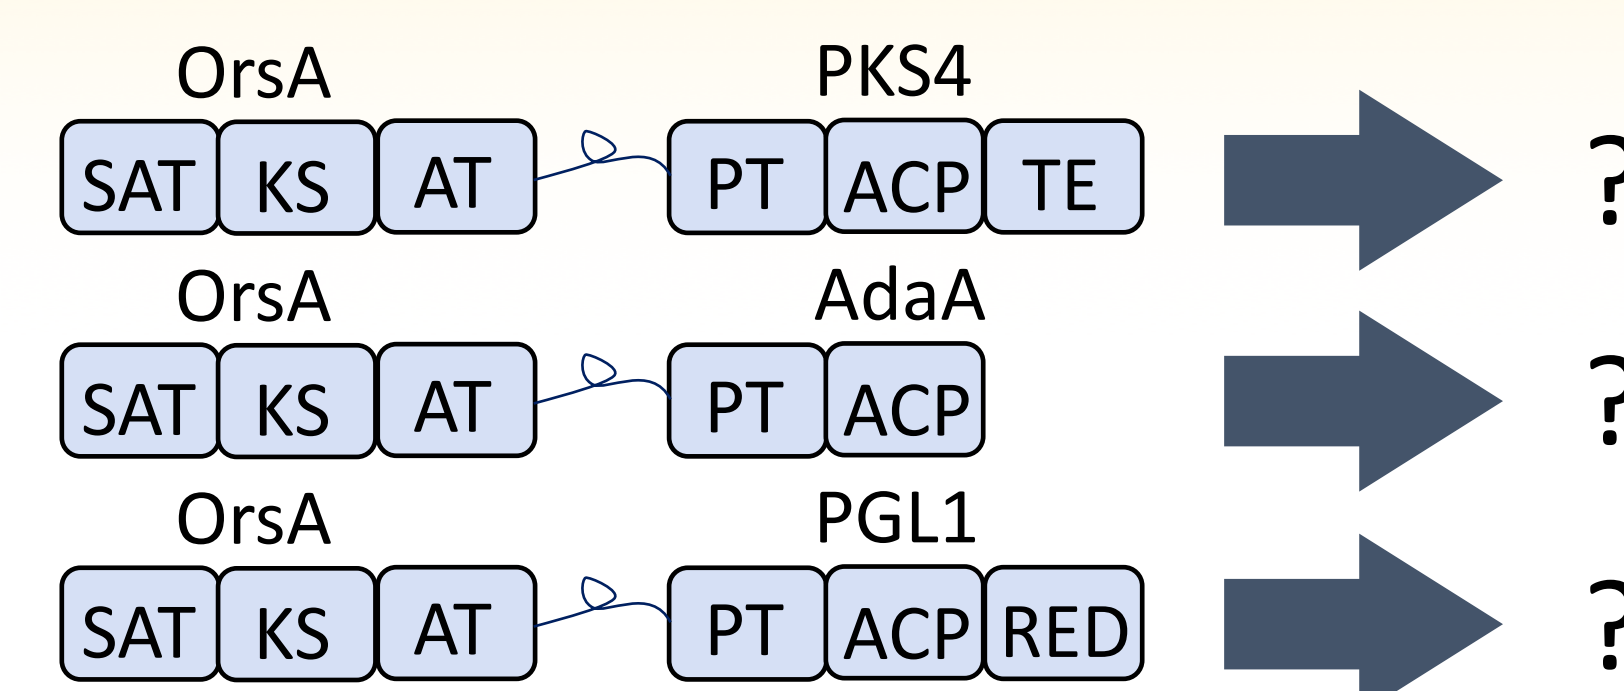 OrsA PKS4
SAT KS AT PT ACP TE ?
OrsA AdaA
SAT KS AT PT ACP ?
OrsA PGL1
SAT KS AT PT ACP RED ?